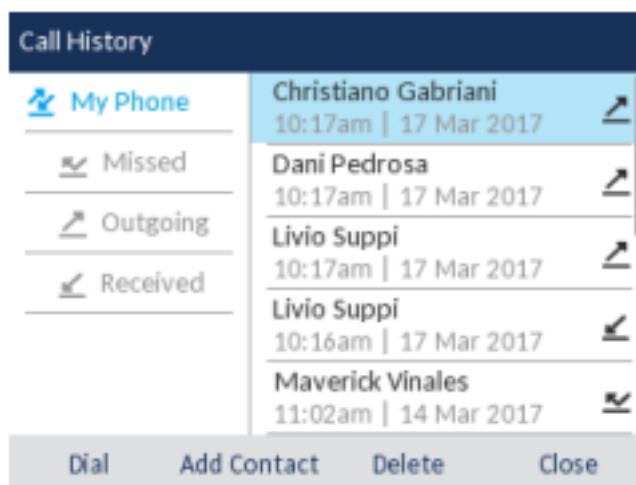 Call History
My Phone
Missed
Outgoing
Received
Christiano Gabriani
10:17am | 17 Mar 2017
Dani Pedrosa
10:17am | 17 Mar 2017
Livio Suppi
10:17am | 17 Mar 2017
Livio Suppi
10:16am | 17 Mar 2017
Maverick Vinales
11:02am | 14 Mar 2017
Dial Add Contact Delete Close